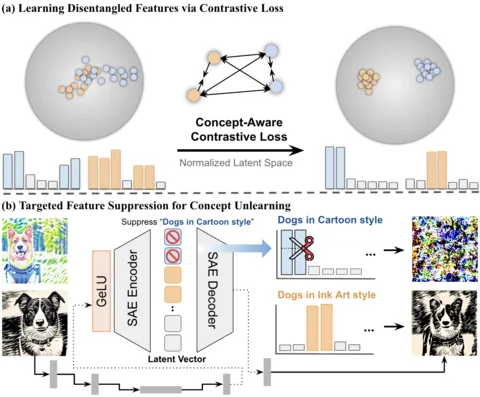 (a) Learning Disentangled Features via Contrastive Loss
Concept-Aware
Contrastive Loss
Normalized Latent Space
(b) Targeted Feature Suppression for Concept Unlearning
Suppress "Dogs in Cartoon style"
GeLU
SAE Encoder
SAE Decoder
Latent Vector
Dogs in Cartoon style
...
Dogs in Ink Art style
...